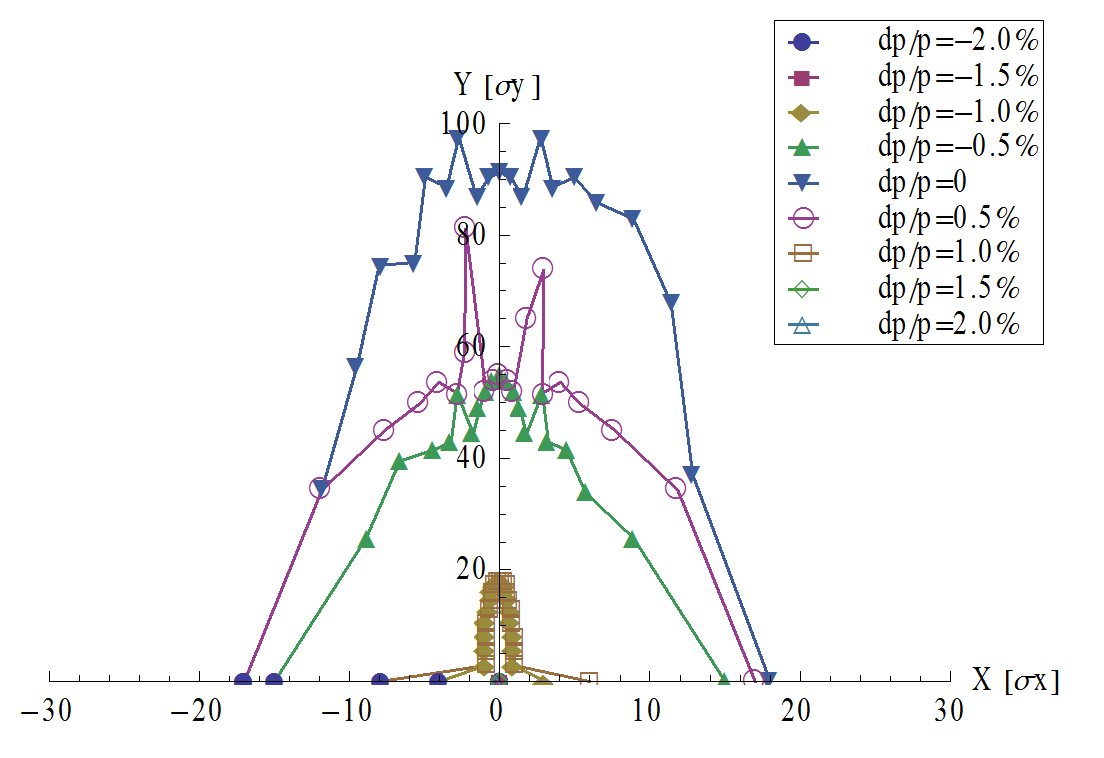 dp/p=−2.0%
dp/p=−1.5%
dp/p=−1.0%
dp/p=−0.5%
dp/p=0
dp/p=0.5%
dp/p=1.0%
dp/p=1.5%
dp/p=2.0%
Y [σy]
100
80
60
40
20
X [σx]
−30 −20 −10 0 10 20 30